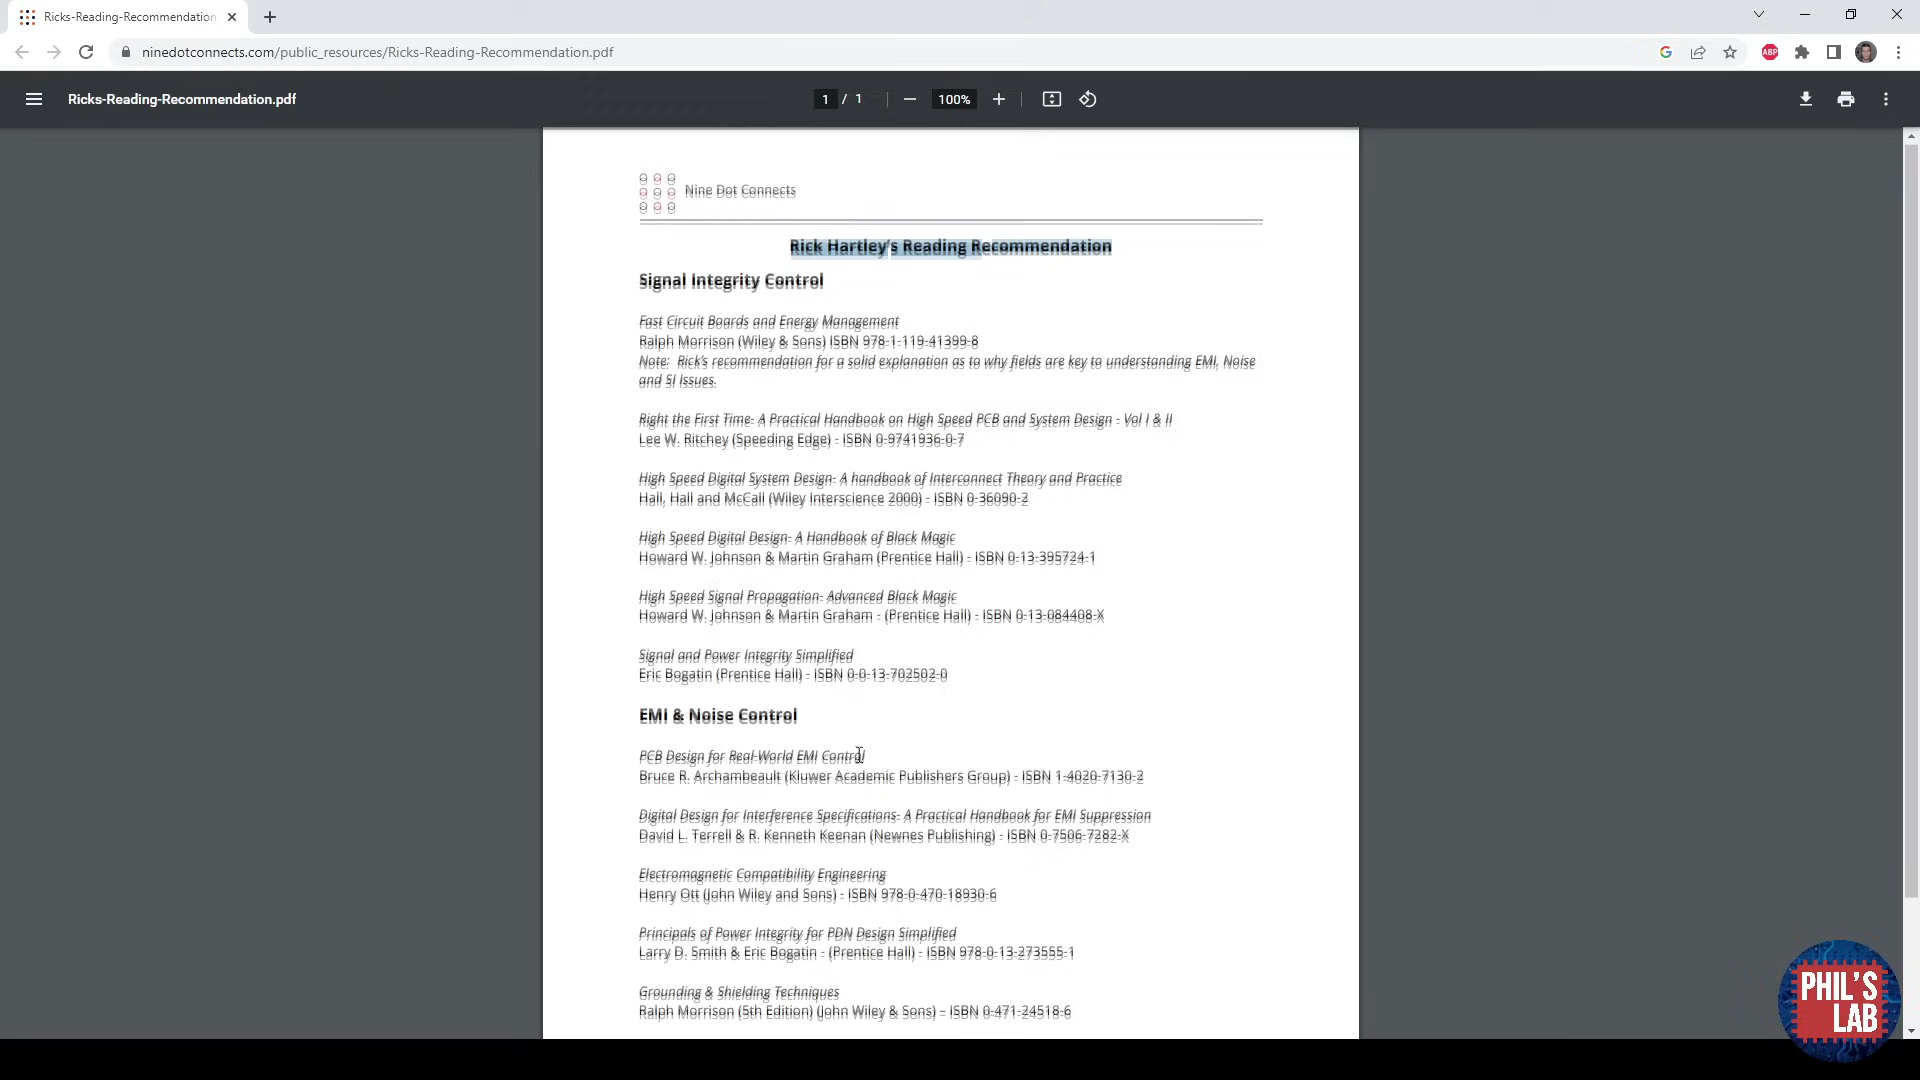 Ricks-Reading-Recommendation
ninedotconnects.com/public_resources/Ricks-Reading-Recommendation.pdf
ABP
Ricks-Reading-Recommendation.pdf
1 / 1
100%
Nine Dot Connects
Rick Hartley's Reading Recommendation
Signal Integrity Control
Fast Circuit Boards and Energy Management
Ralph Morrison (Wiley & Sons) ISBN 978-1-119-41399-8
Note: Rick's recommendation for a solid explanation as to why fields are key to understanding EMI, Noise
and SI Issues.
Right the First Time- A Practical Handbook on High Speed PCB and System Design - Vol I & II
Lee W. Ritchey (Speeding Edge) - ISBN 0-9741936-0-7
High Speed Digital System Design- A handbook of Interconnect Theory and Practice
Hall, Hall and McCall (Wiley Interscience 2000) - ISBN 0-36090-2
High Speed Digital Design- A Handbook of Black Magic
Howard W. Johnson & Martin Graham (Prentice Hall) - ISBN 0-13-395724-1
High Speed Signal Propagation- Advanced Black Magic
Howard W. Johnson & Martin Graham - (Prentice Hall) - ISBN 0-13-084408-X
Signal and Power Integrity Simplified
Eric Bogatin (Prentice Hall) - ISBN 0-0-13-702502-0
EMI & Noise Control
PCB Design for Real-World EMI Control
Bruce R. Archambeault (Kluwer Academic Publishers Group) - ISBN 1-4020-7130-2
Digital Design for Interference Specifications- A Practical Handbook for EMI Suppression
David L. Terrell & R. Kenneth Keenan (Newnes Publishing) - ISBN 0-7506-7282-X
Electromagnetic Compatibility Engineering
Henry Ott (John Wiley and Sons) - ISBN 978-0-470-18930-6
Principals of Power Integrity for PDN Design Simplified
Larry D. Smith & Eric Bogatin - (Prentice Hall) - ISBN 978-0-13-273555-1
Grounding & Shielding Techniques
Ralph Morrison (5th Edition) (John Wiley & Sons) – ISBN 0-471-24518-6
PHIL'S
LAB